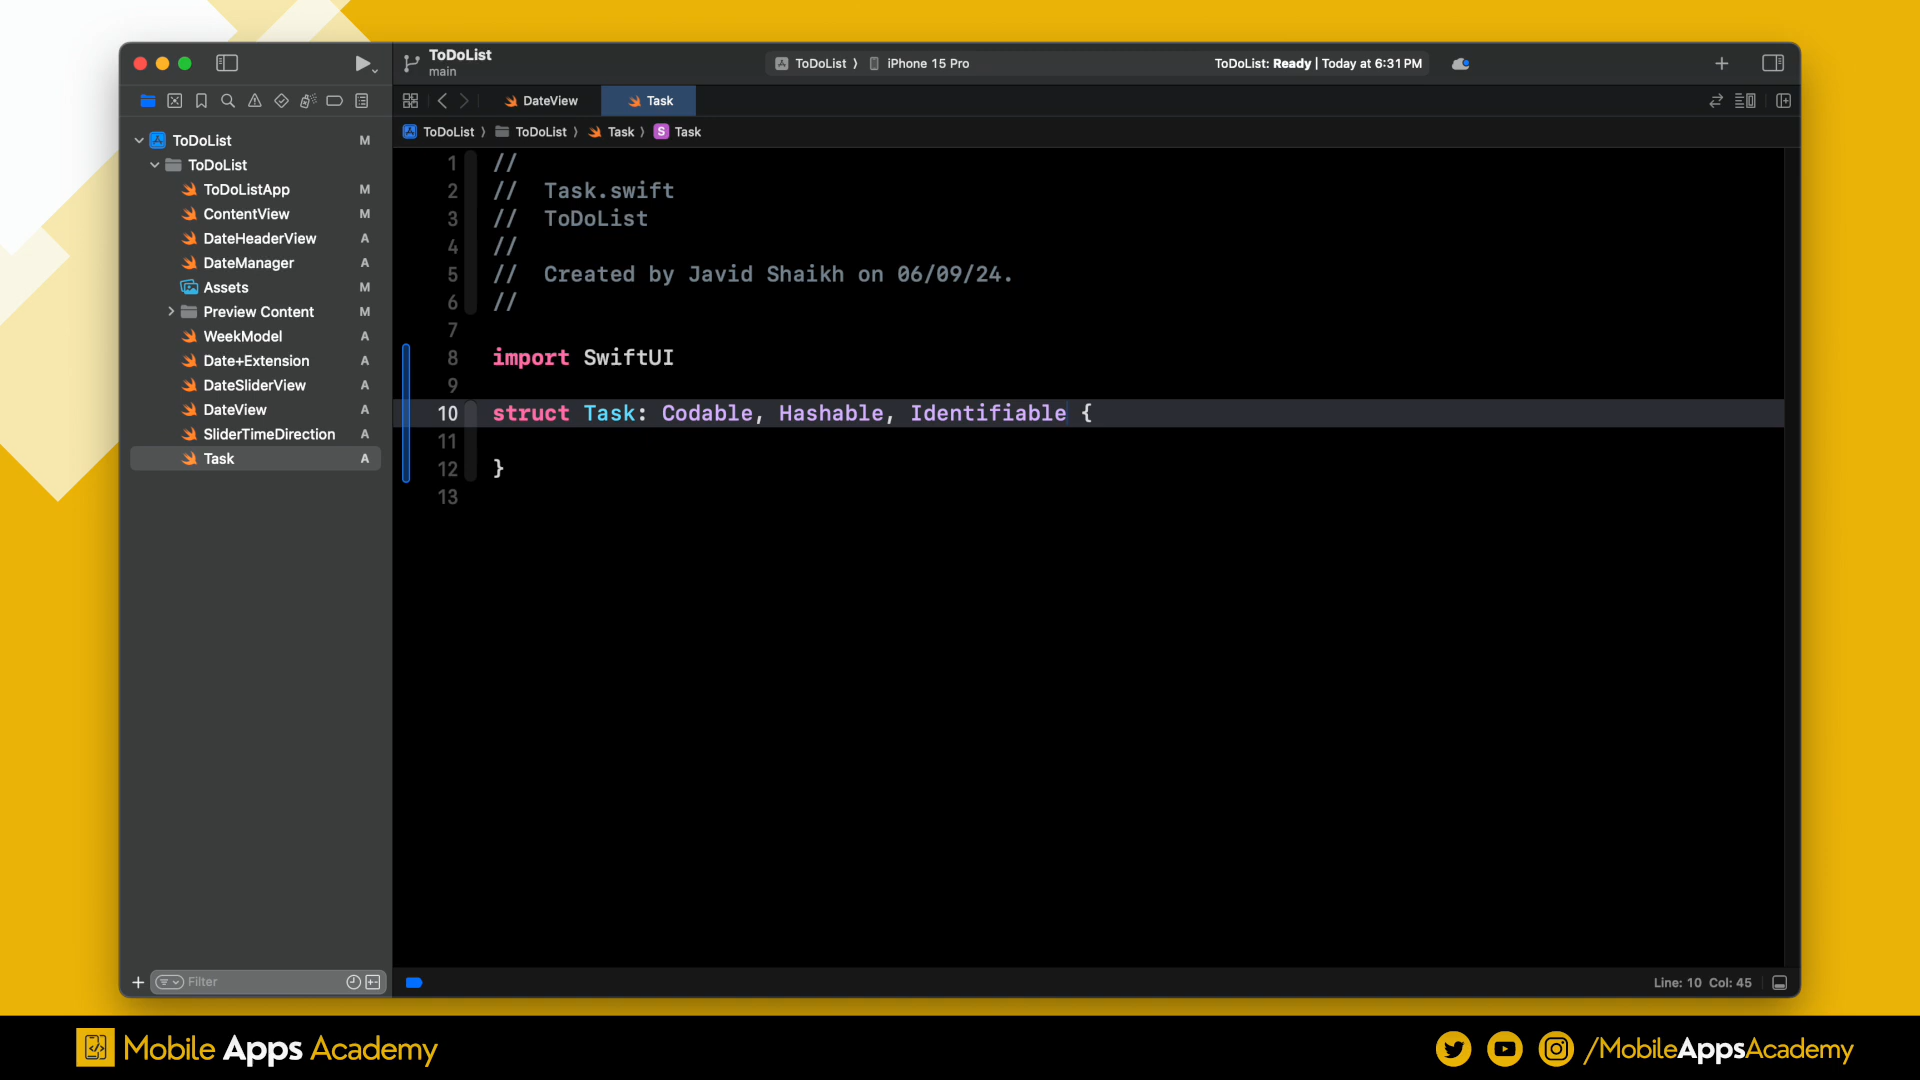 ToDoList
main
ToDoList ⟩ iPhone 15 Pro
ToDoList: Ready | Today at 6:31 PM
DateView
Task
ToDoList ⟩ ToDoList ⟩ Task ⟩ S Task
ToDoList M
ToDoList
ToDoListApp M
ContentView M
DateHeaderView A
DateManager A
Assets M
Preview Content M
WeekModel A
Date+Extension A
DateSliderView A
DateView A
SliderTimeDirection A
Task A
Filter
1 //
2 //  Task.swift
3 //  ToDoList
4 //
5 //  Created by Javid Shaikh on 06/09/24.
6 //
7
8 import SwiftUI
9
10 struct Task: Codable, Hashable, Identifiable {
11
12 }
13
Line: 10 Col: 45
Mobile Apps Academy
/MobileAppsAcademy